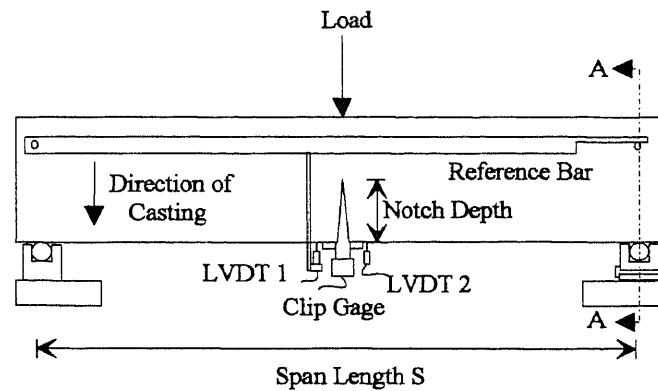 Load
A
Reference Bar
Direction of
Casting
Notch Depth
LVDT 1
LVDT 2
Clip Gage
A
Span Length S